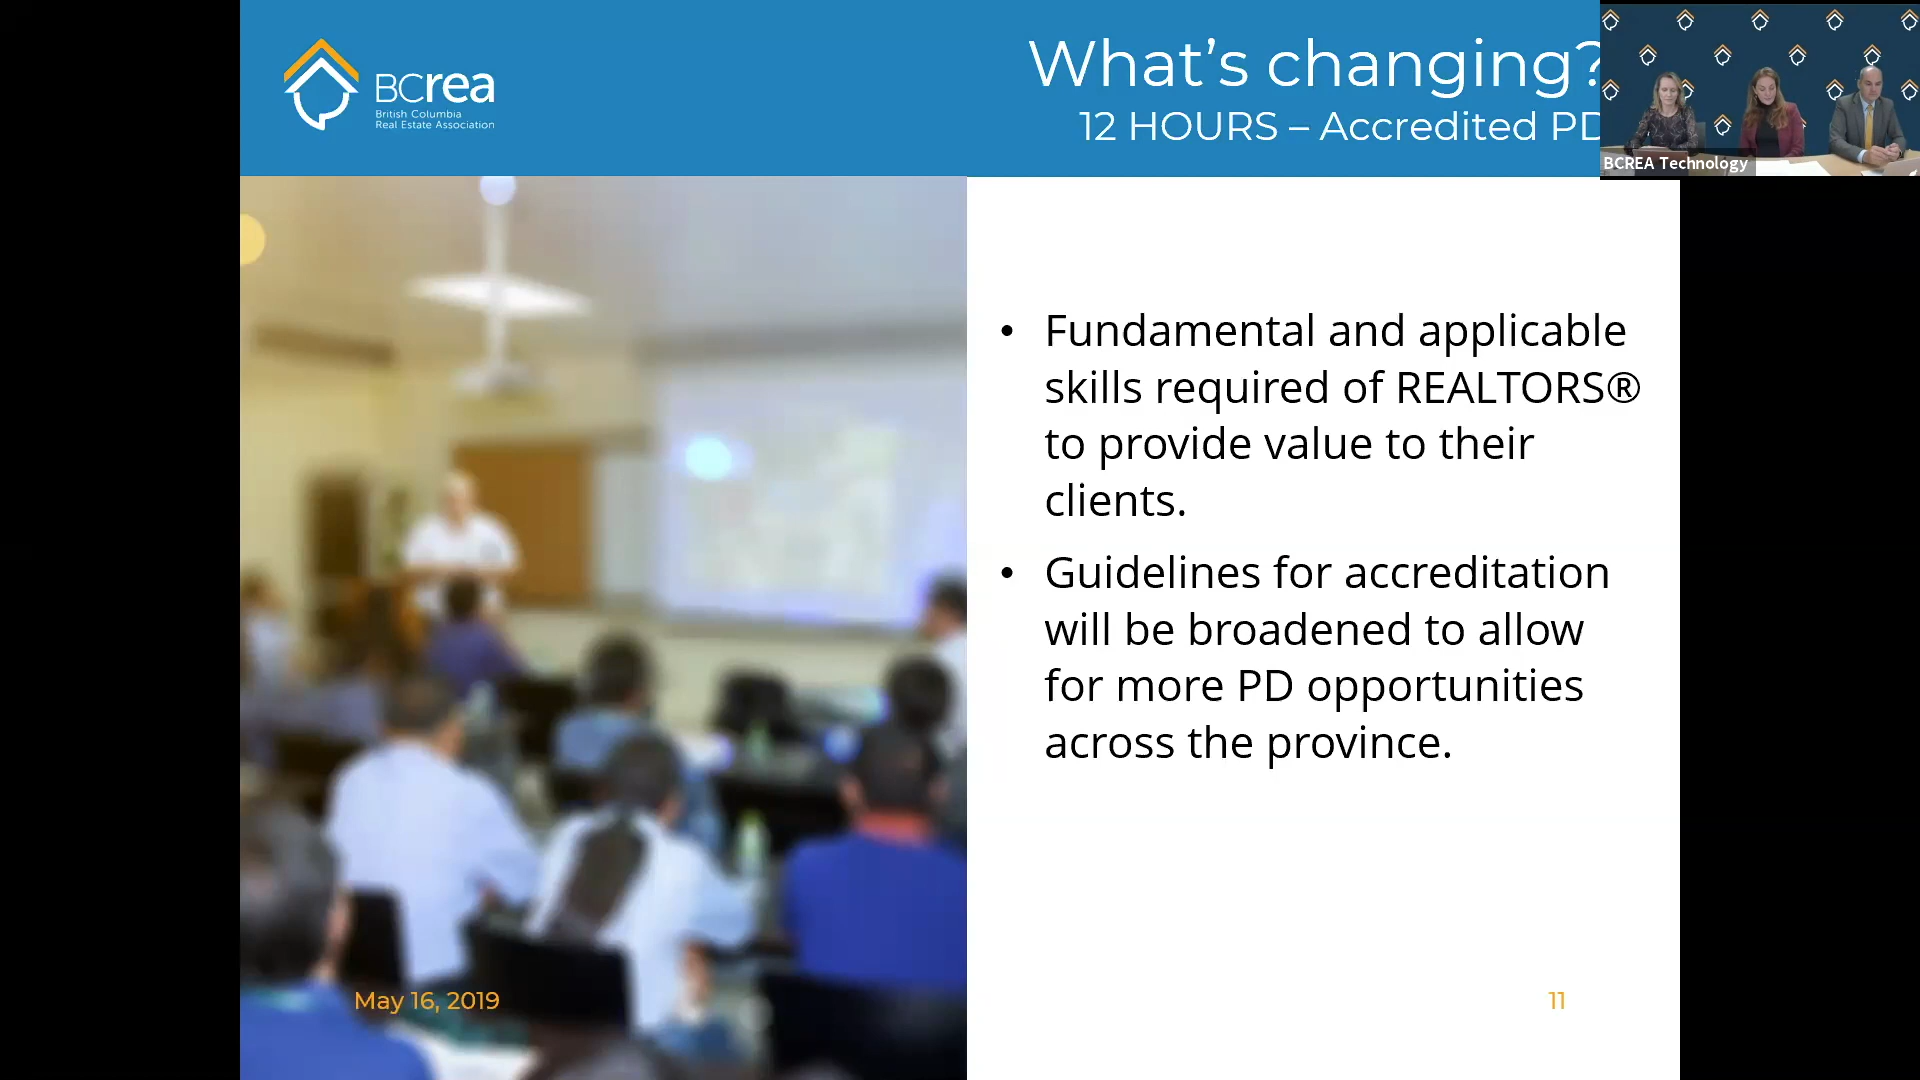 BCrea
British Columbia
Real Estate Association
What's changing?
12 HOURS – Accredited PD
BCREA Technology
• Fundamental and applicable
skills required of REALTORS®
to provide value to their
clients.
• Guidelines for accreditation
will be broadened to allow
for more PD opportunities
across the province.
May 16, 2019
11